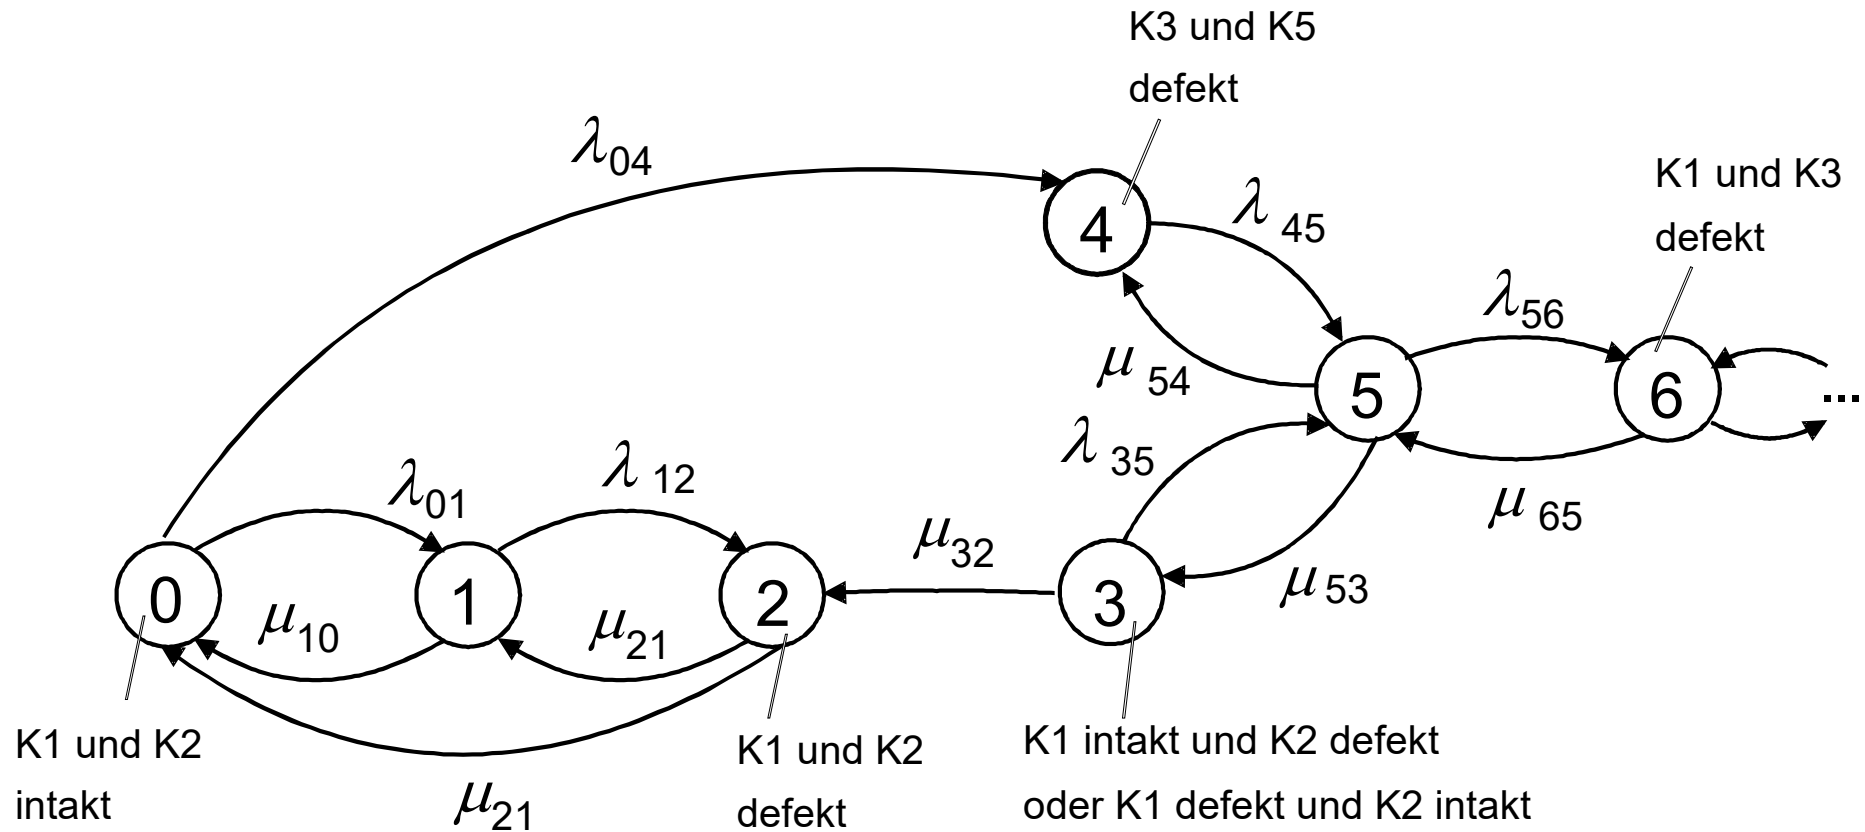 K3 und K5
defekt
λ04
K1 und K3
defekt
λ 45
4
λ56
μ 54
5
6
...
λ 35
λ01
λ 12
μ 65
μ32
μ 53
0
1
2
3
μ10
μ21
K1 und K2
intakt
μ21
K1 und K2
defekt
K1 intakt und K2 defekt
oder K1 defekt und K2 intakt